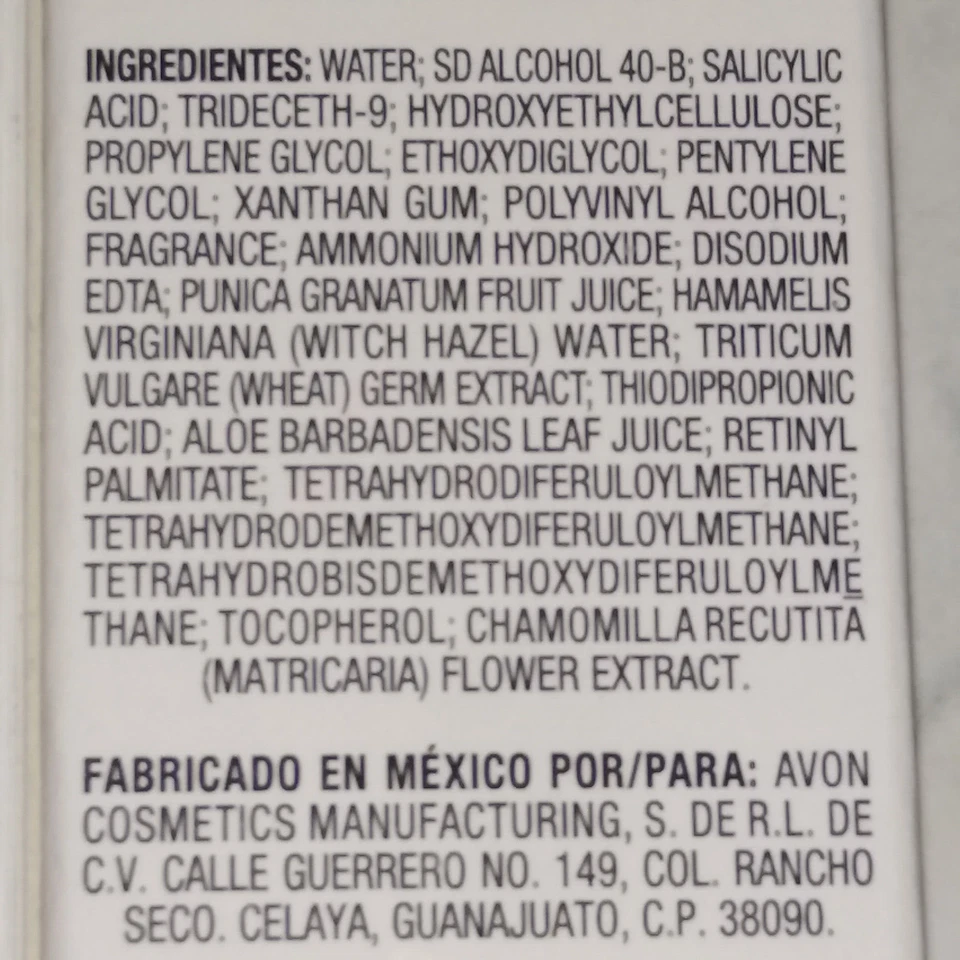 INGREDIENTES: WATER; SD ALCOHOL 40-B; SALICYLIC
ACID; TRIDECETH-9; HYDROXYETHYLCELLULOSE;
PROPYLENE GLYCOL; ETHOXYDIGLYCOL; PENTYLENE
GLYCOL; XANTHAN GUM; POLYVINYL ALCOHOL;
FRAGRANCE; AMMONIUM HYDROXIDE; DISODIUM
EDTA; PUNICA GRANATUM FRUIT JUICE; HAMAMELIS
VIRGINIANA (WITCH HAZEL) WATER; TRITICUM
VULGARE (WHEAT) GERM EXTRACT; THIODIPROPIONIC
ACID; ALOE BARBADENSIS LEAF JUICE; RETINYL
PALMITATE; TETRAHYDRODIFERULOYLMETHANE;
TETRAHYDRODEMETHOXYDIFERULOYLMETHANE;
TETRAHYDROBISDEMETHOXYDIFERULOYLME
THANE; TOCOPHEROL; CHAMOMILLA RECUTITA
(MATRICARIA) FLOWER EXTRACT.
FABRICADO EN MÉXICO POR/PARA: AVON
COSMETICS MANUFACTURING, S. DE R.L. DE
C.V. CALLE GUERRERO NO. 149, COL. RANCHO
SECO. CELAYA, GUANAJUATO, C.P. 38090.